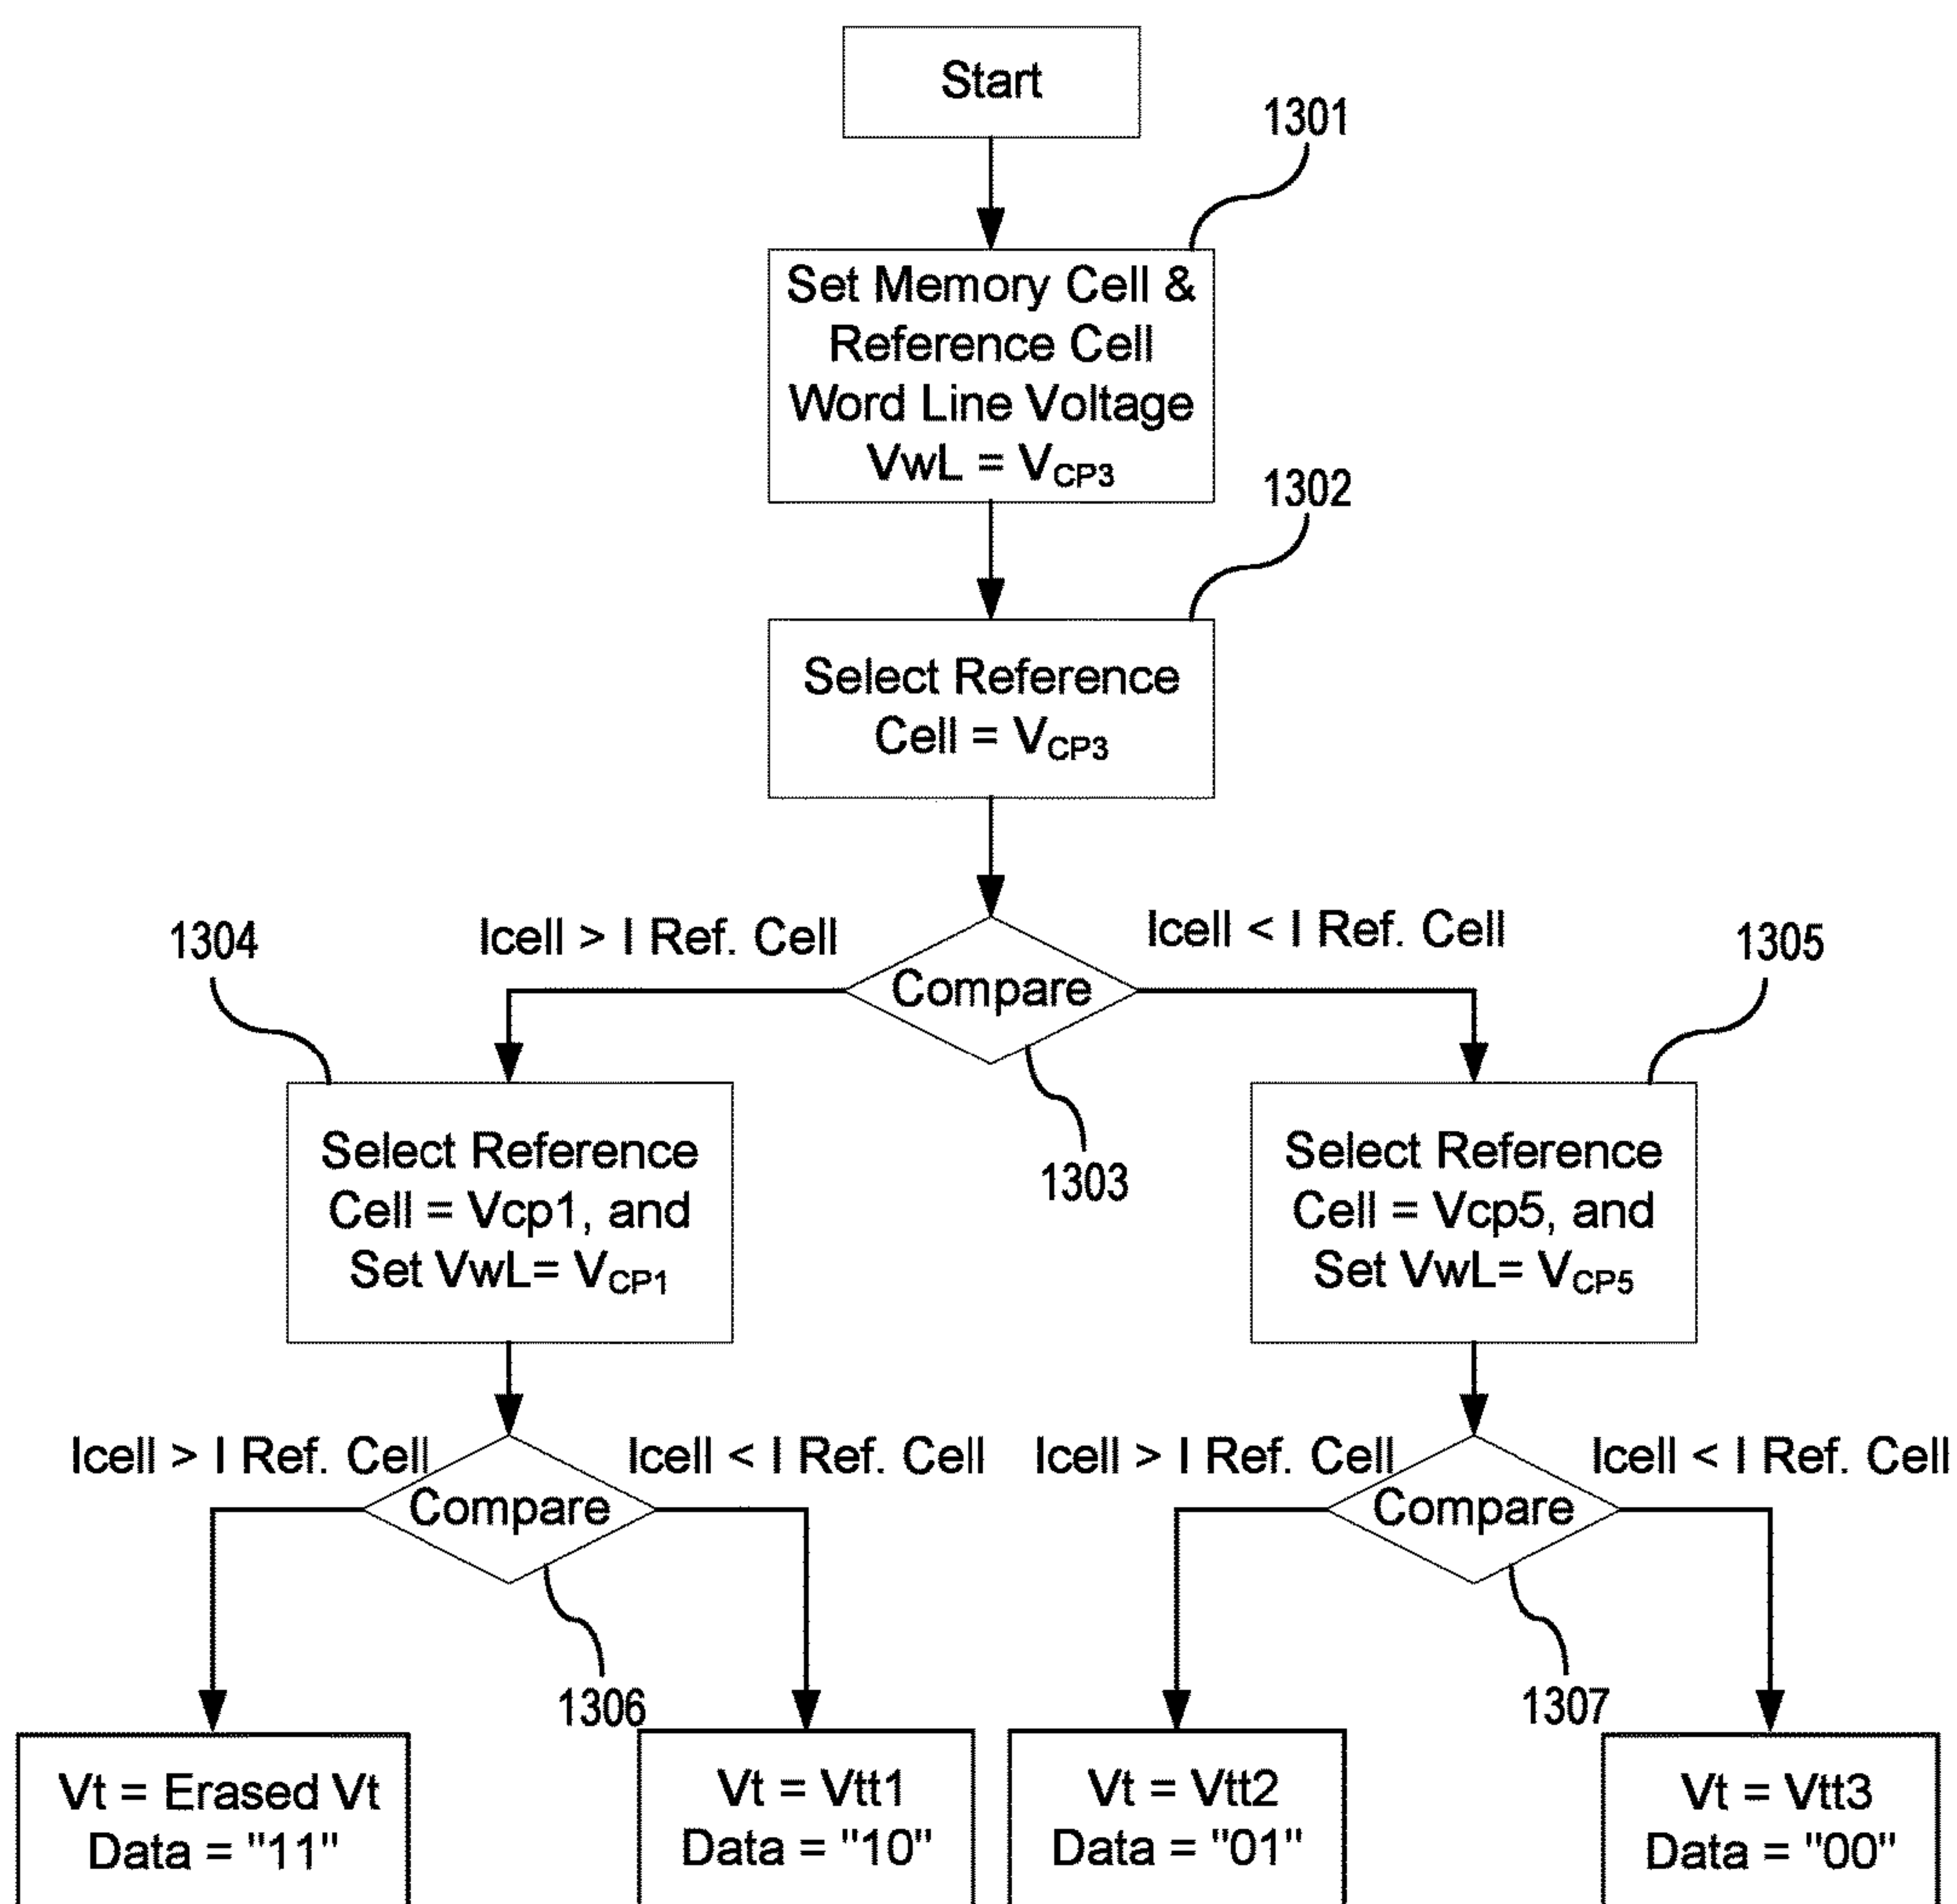 Start
1301
Set Memory Cell &
Reference Cell
Word Line Voltage
VwL = VCP3
1302
Select Reference
Cell = VCP3
1304
Icell > I Ref. Cell
Icell < I Ref. Cell
1305
Compare
1303
Select Reference
Cell = Vcp1, and
Set VwL= VCP1
Select Reference
Cell = Vcp5, and
Set VwL= VCP5
Icell > I Ref. Cell
Icell < I Ref. Cell
Icell > I Ref. Cell
Icell < I Ref. Cell
Compare
Compare
1306
1307
Vt = Erased Vt
Data = "11"
Vt = Vtt1
Data = "10"
Vt = Vtt2
Data = "01"
Vt = Vtt3
Data = "00"